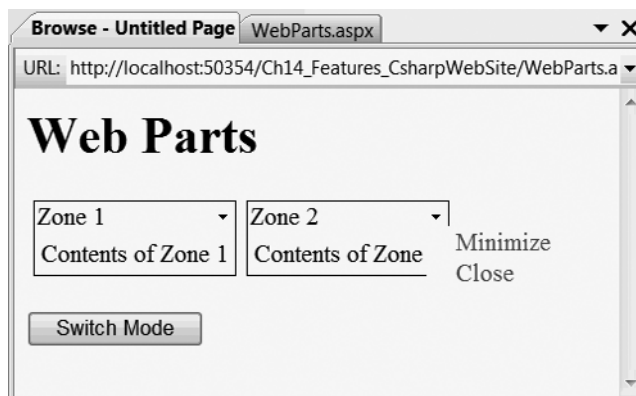 Browse - Untitled Page WebParts.aspx
URL: http://localhost:50354/Ch14_Features_CsharpWebSite/WebParts.a
Web Parts
Zone 1 Zone 2
Contents of Zone 1 Contents of Zone
Minimize
Close
Switch Mode